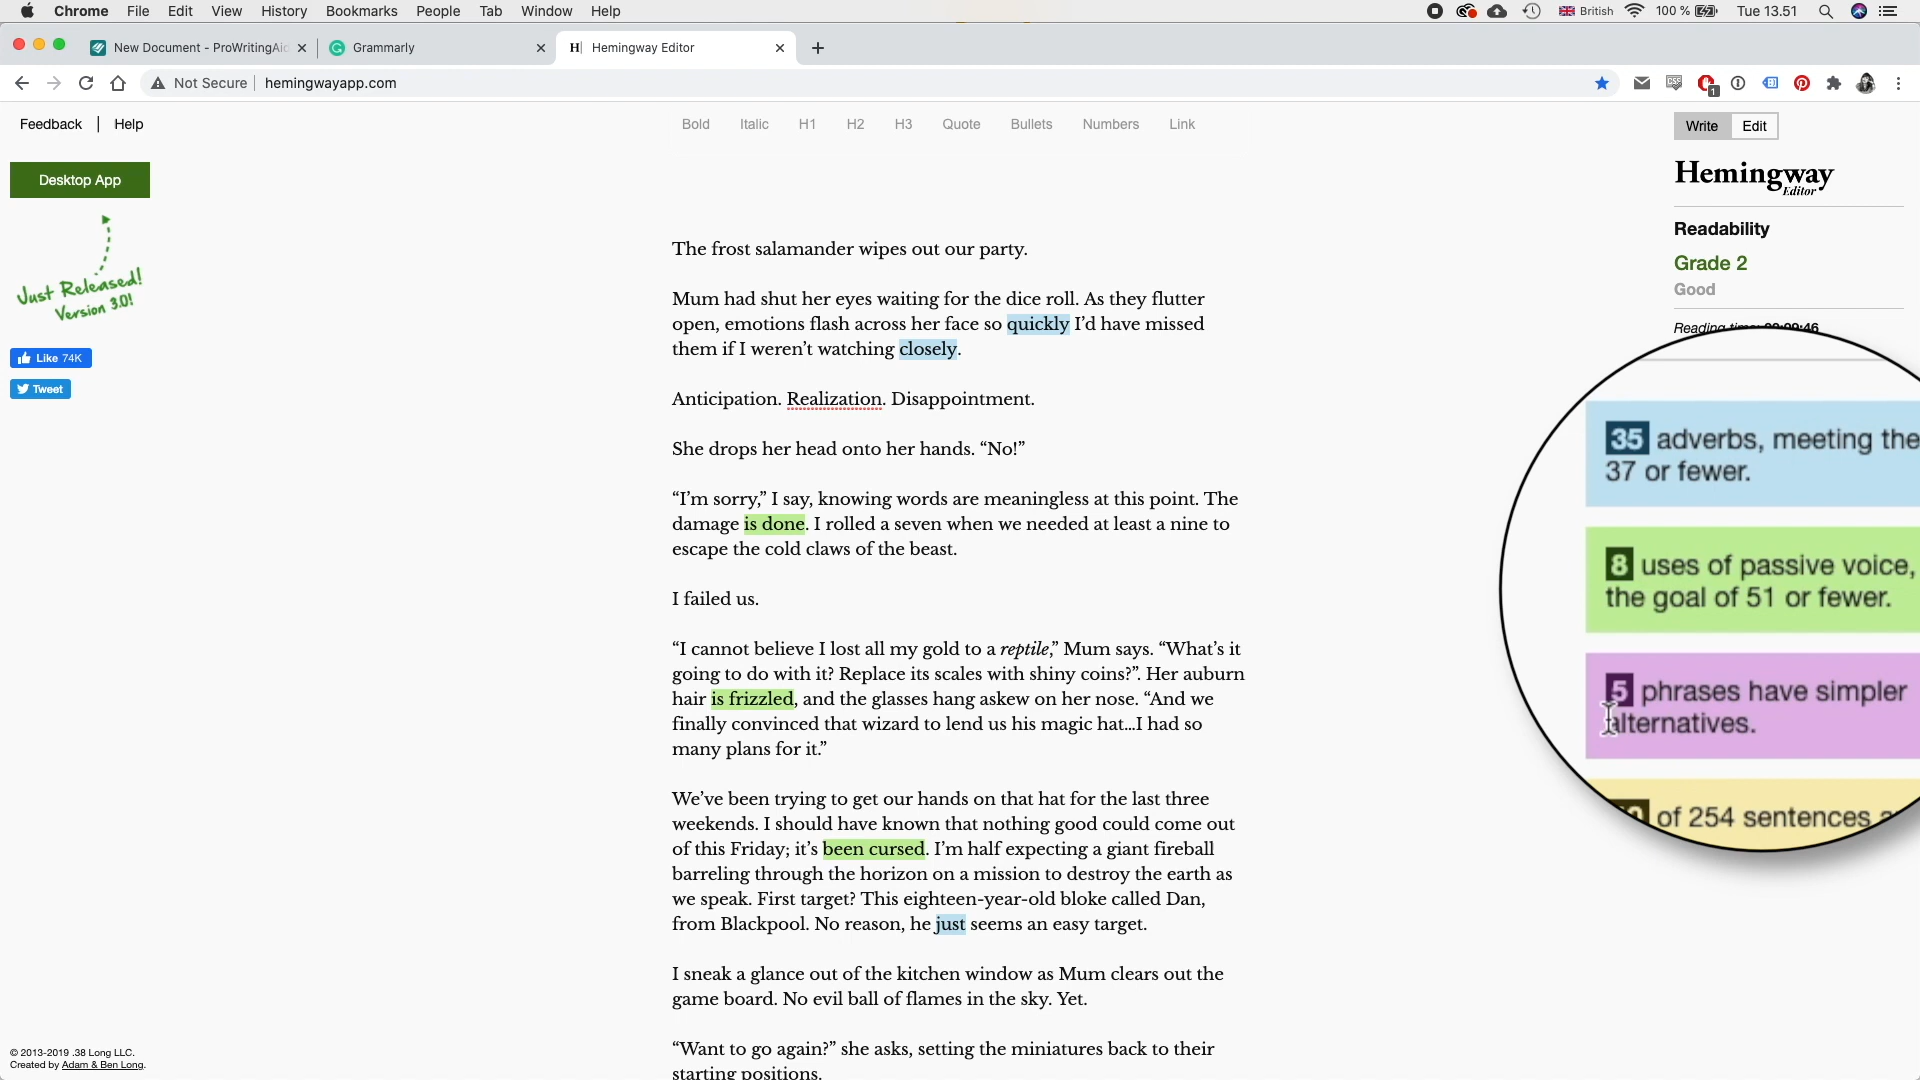 Chrome File Edit View History Bookmarks People Tab Window Help British 100 % Tue 13.51
New Document - ProWritingAid Grammarly Hemingway Editor
Not Secure hemingwayapp.com
Feedback Help Bold Italic H1 H2 H3 Quote Bullets Numbers Link Write Edit
Desktop App
Just Released!
Version 3.0!
Like 74K
Tweet
Hemingway
Editor
Readability
Grade 2
Good
Reading time: 00:09:46
The frost salamander wipes out our party.
Mum had shut her eyes waiting for the dice roll. As they flutter
open, emotions flash across her face so quickly I’d have missed
them if I weren’t watching closely.
Anticipation. Realization. Disappointment.
She drops her head onto her hands. “No!”
“I’m sorry,” I say, knowing words are meaningless at this point. The
damage is done. I rolled a seven when we needed at least a nine to
escape the cold claws of the beast.
I failed us.
“I cannot believe I lost all my gold to a reptile,” Mum says. “What’s it
going to do with it? Replace its scales with shiny coins?”. Her auburn
hair is frizzled, and the glasses hang askew on her nose. “And we
finally convinced that wizard to lend us his magic hat…I had so
many plans for it.”
We’ve been trying to get our hands on that hat for the last three
weekends. I should have known that nothing good could come out
of this Friday; it’s been cursed. I’m half expecting a giant fireball
barreling through the horizon on a mission to destroy the earth as
we speak. First target? This eighteen-year-old bloke called Dan,
from Blackpool. No reason, he just seems an easy target.
I sneak a glance out of the kitchen window as Mum clears out the
game board. No evil ball of flames in the sky. Yet.
“Want to go again?” she asks, setting the miniatures back to their
starting positions.
35 adverbs, meeting the
37 or fewer.
8 uses of passive voice,
the goal of 51 or fewer.
5 phrases have simpler
alternatives.
of 254 sentences
© 2013-2019 .38 Long LLC.
Created by Adam & Ben Long.